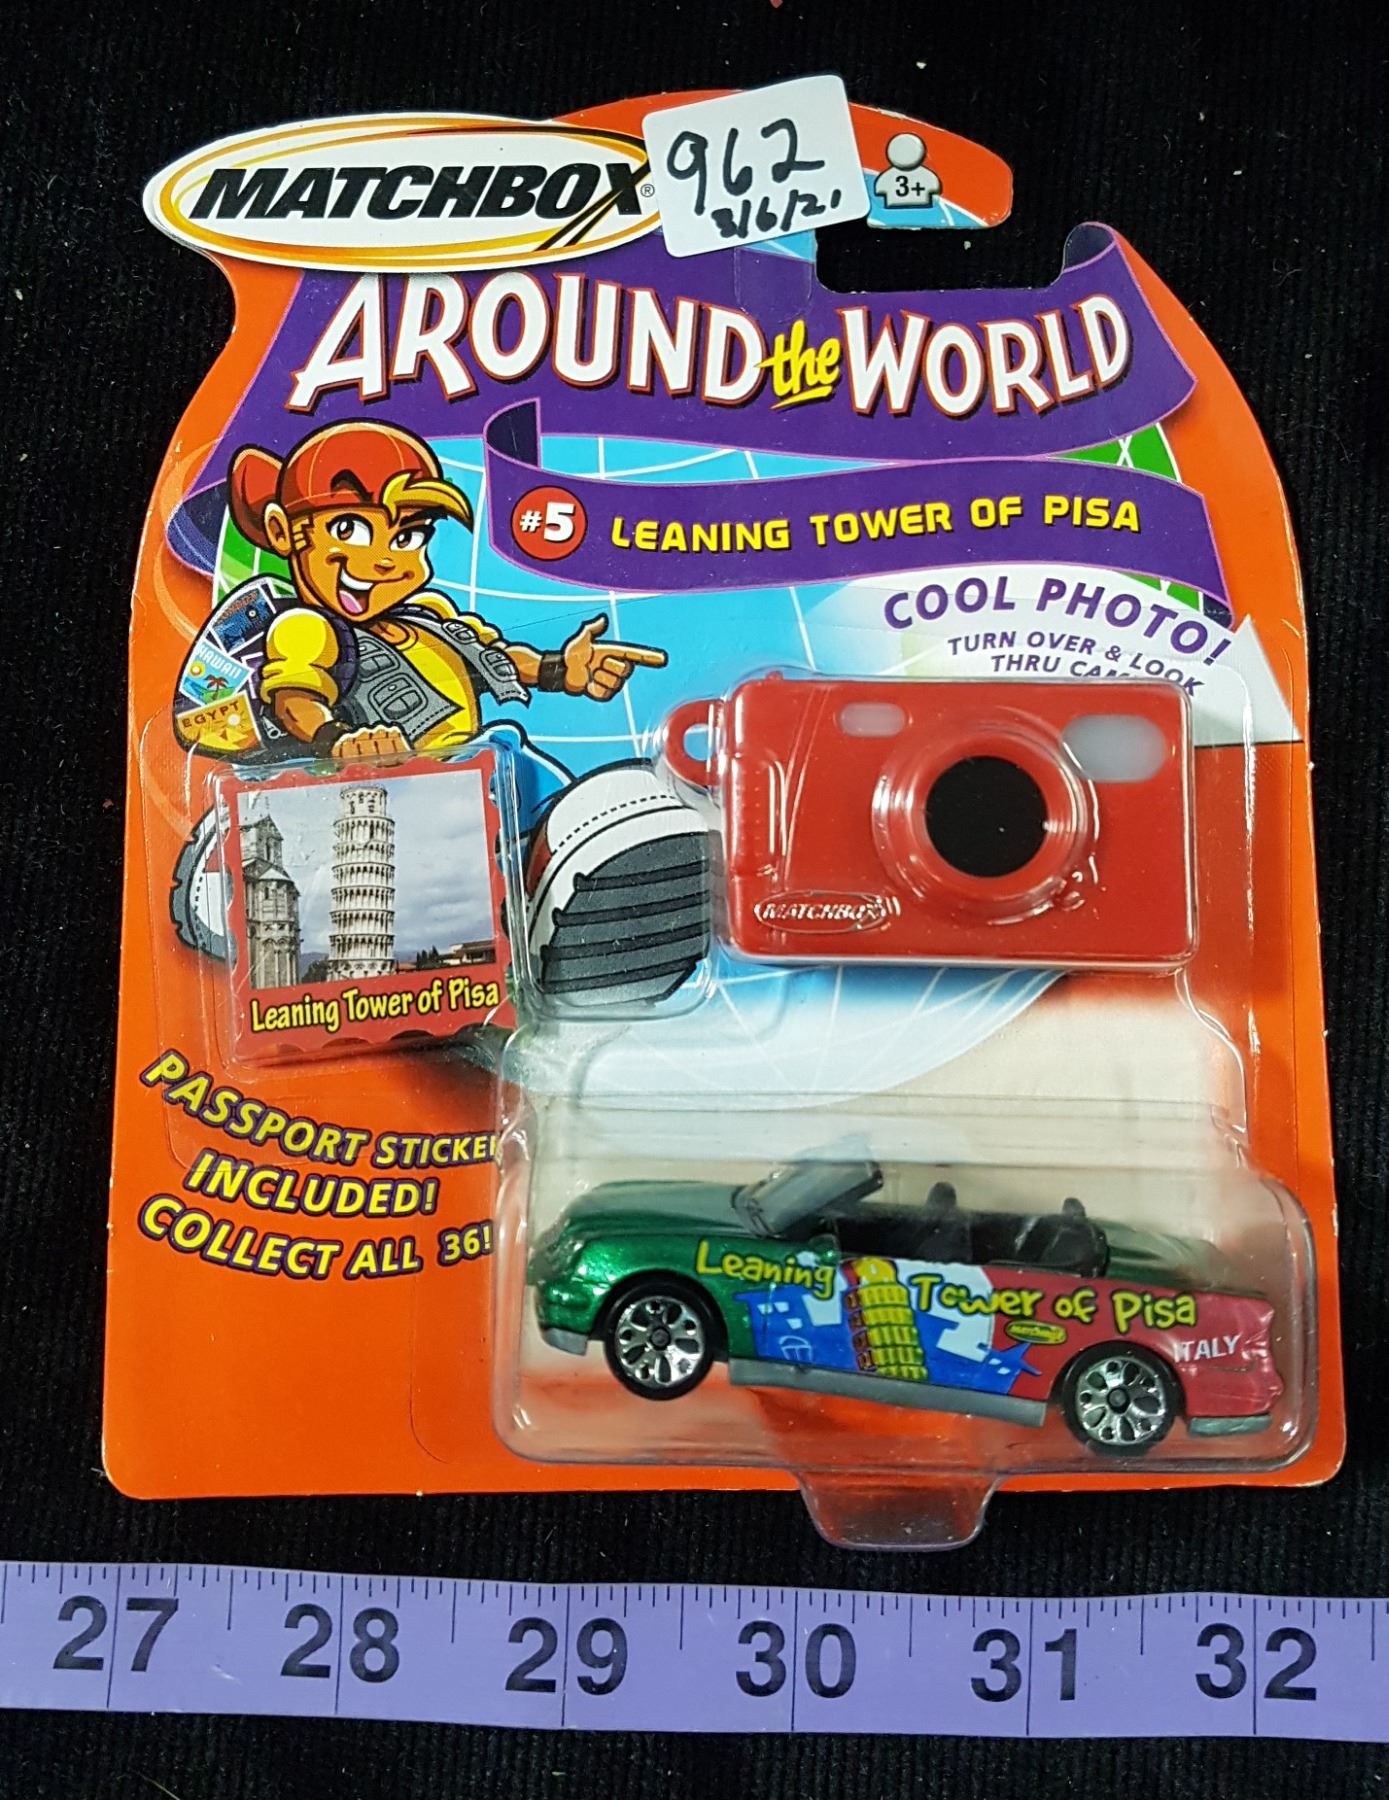 MATCHBOX®
962
3/6/21
3+
AROUND the WORLD
#5 LEANING TOWER OF PISA
COOL PHOTO!
TURN OVER & LOOK
THRU
HAWAII
EGYPT
MATCHBOX
Leaning Tower of Pisa
PASSPORT STICKER
INCLUDED!
COLLECT ALL 36!
Leaning Tower of Pisa
ITALY
27 28 29 30 31 32